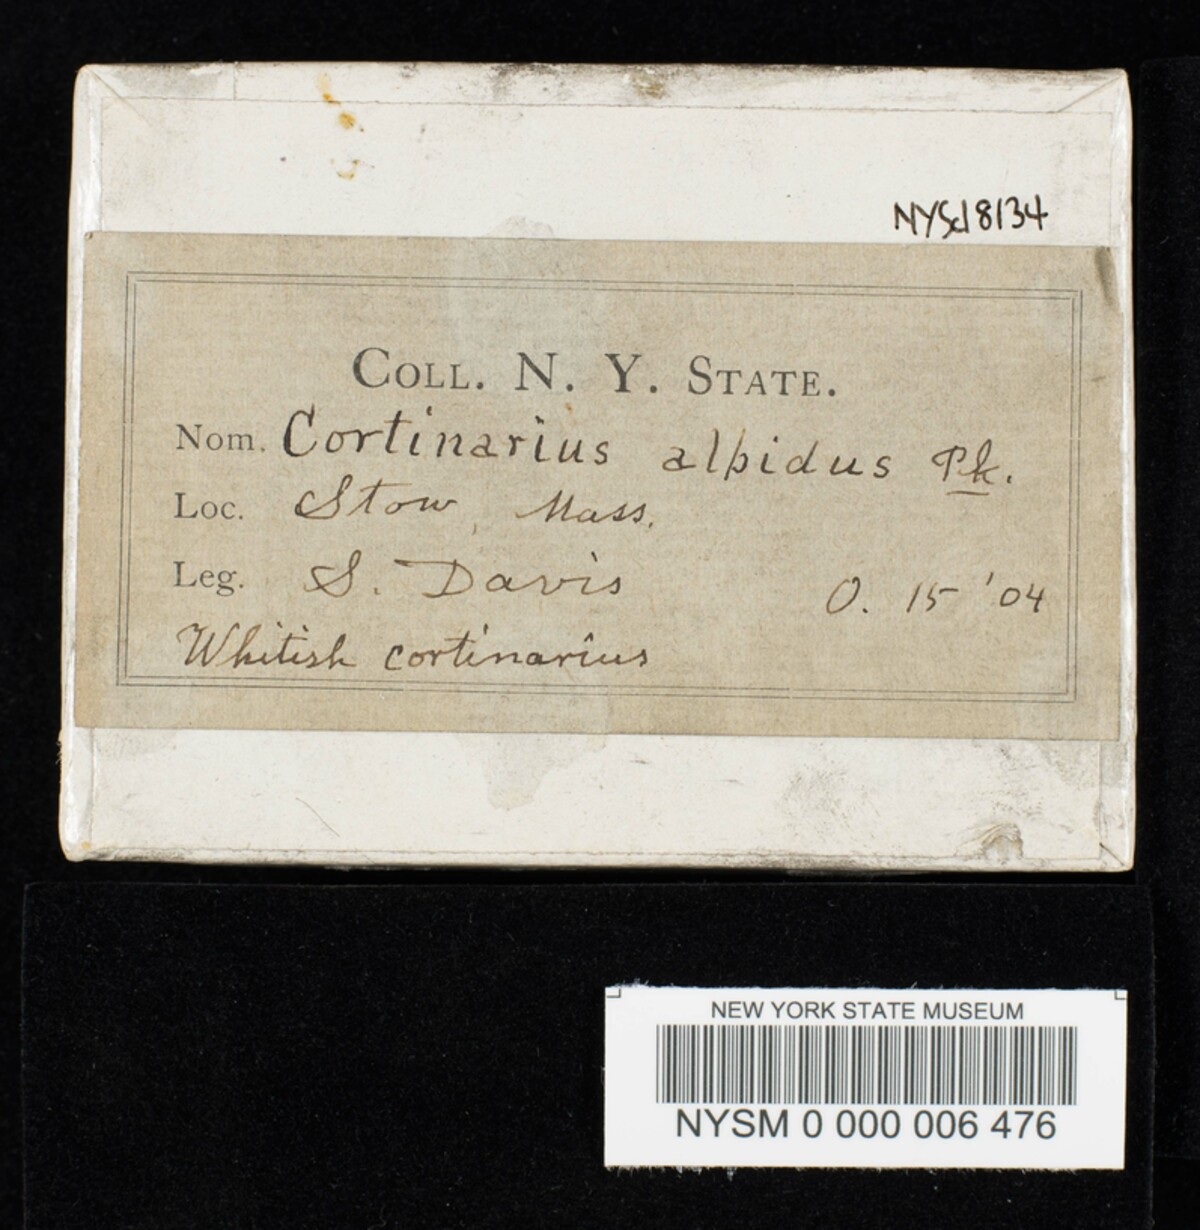 NYSd8134
COLL. N. Y. STATE.
Nom. Cortinarius albidus Pk.
Loc. Stow, Mass.
Leg. S. Davis O. 15 '04
Whitish cortinarius
NEW YORK STATE MUSEUM
NYSM 0 000 006 476